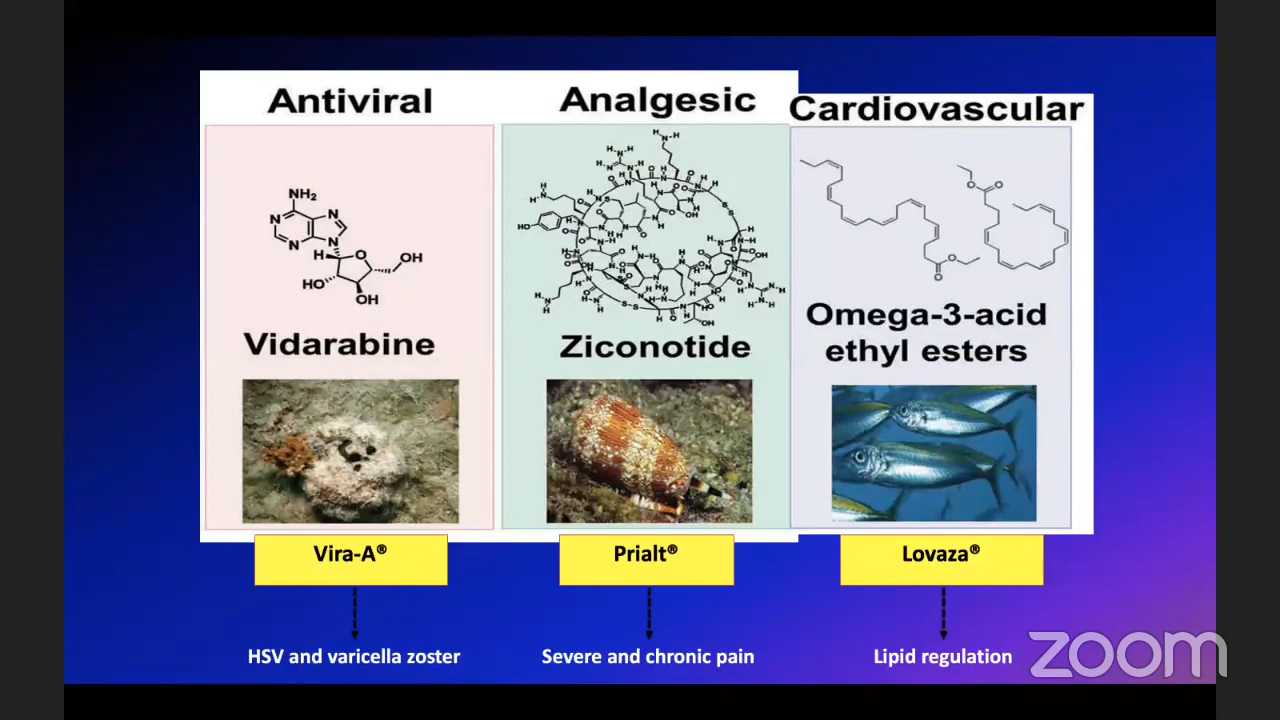 Antiviral
Analgesic
Cardiovascular
Vidarabine
Ziconotide
Omega-3-acid
ethyl esters
Vira-A®
Prialt®
Lovaza®
HSV and varicella zoster
Severe and chronic pain
Lipid regulation
zoom
NH₂
N
N
N
N
H
O
OH
HO
OH